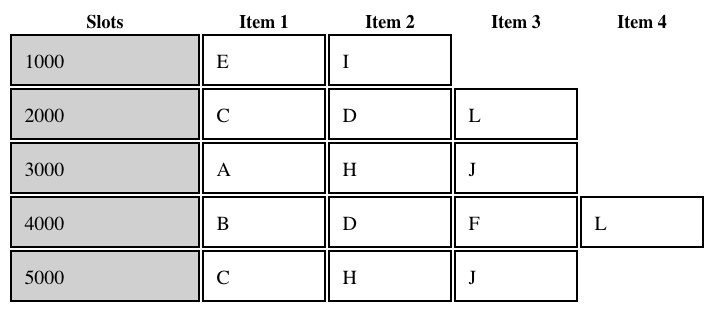 Slots Item 1 Item 2 Item 3 Item 4
1000 E I
2000 C D L
3000 A H J
4000 B D F L
5000 C H J